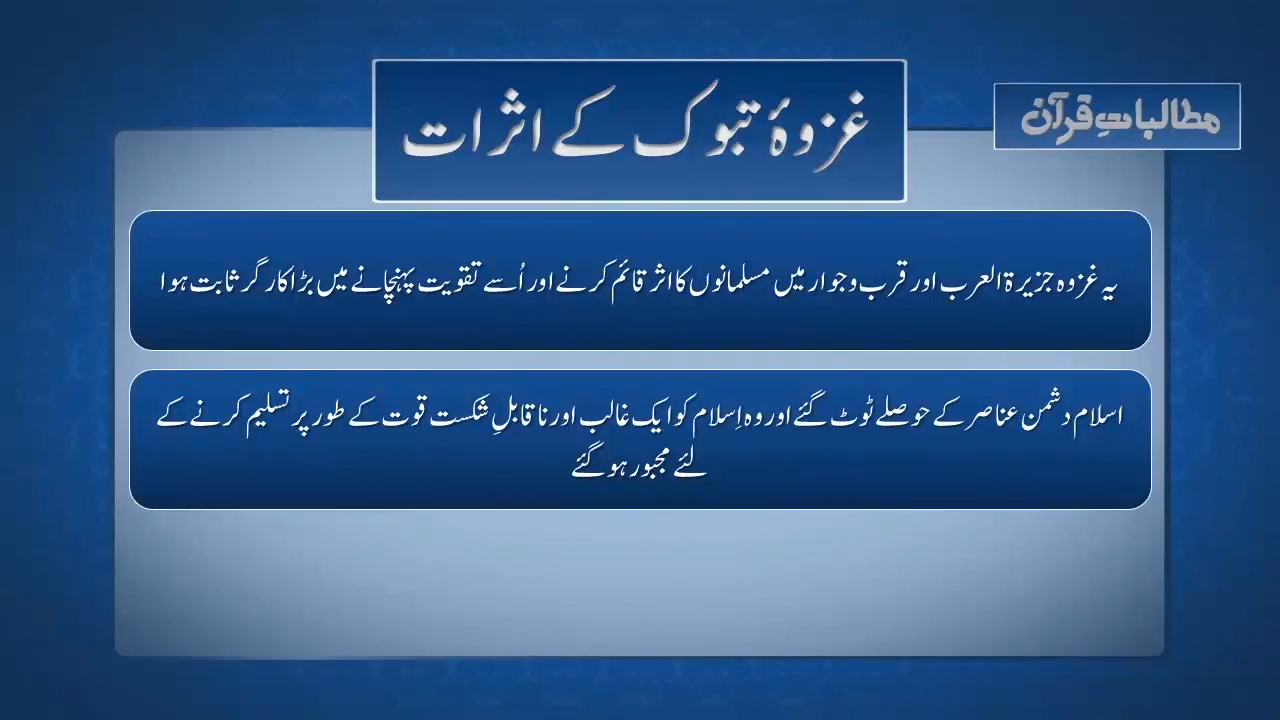 غزوۂ تبوک کے اثرات
مطالباتِ قرآن
یہ غزوہ جزیرۃ العرب اور قرب و جوار میں مسلمانوں کا اثر قائم کرنے اور اُسے تقویت پہنچانے میں بڑا کارگر ثابت ہوا
اسلام دشمن عناصر کے حوصلے ٹوٹ گئے اور وہ اِسلام کو ایک غالب اور ناقابلِ شکست قوت کے طور پر تسلیم کرنے کے
لئے مجبور ہو گئے